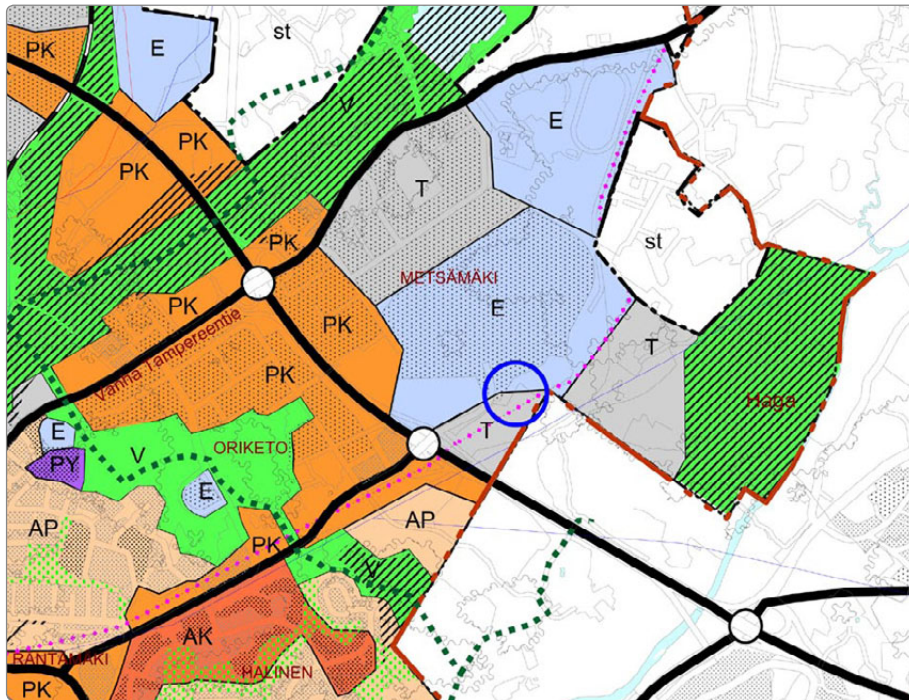 PK
E
st
V
E
PK
PK
T
PK
st
METSÄMÄKI
E
PK
PK
T
Vanha Tampereentie
PK
Haga
E
ORIKETO
T
PY
V
E
AP
AP
PK
V
AK
RÄNTÄMÄKI
HALINEN
PK